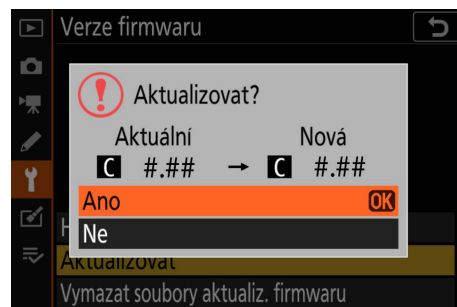 Verze firmwaru
Aktualizovat?
Aktuální Nová
C #.## → C #.##
Ano OK
Ne
Aktualizovat
Vymazat soubory aktualiz. firmwaru